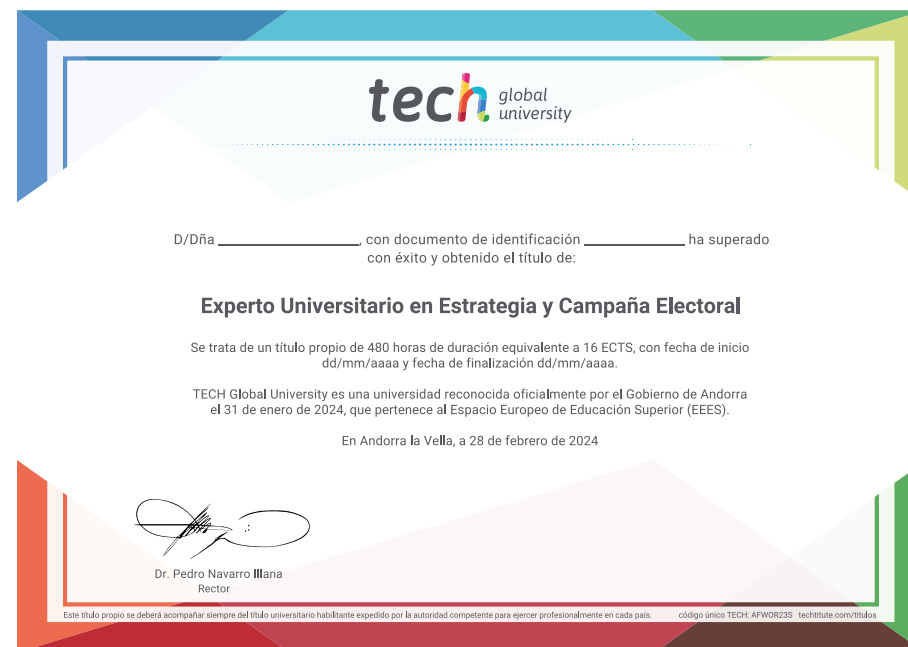 tech global university
D/Dña ______________, con documento de identificación __________ ha superado
con éxito y obtenido el título de:
Experto Universitario en Estrategia y Campaña Electoral
Se trata de un título propio de 480 horas de duración equivalente a 16 ECTS, con fecha de inicio
dd/mm/aaaa y fecha de finalización dd/mm/aaaa.
TECH Global University es una universidad reconocida oficialmente por el Gobierno de Andorra
el 31 de enero de 2024, que pertenece al Espacio Europeo de Educación Superior (EEES).
En Andorra la Vella, a 28 de febrero de 2024
Dr. Pedro Navarro Illana
Rector
Este título propio se deberá acompañar siempre del título universitario habilitante expedido por la autoridad competente para ejercer profesionalmente en cada país. código único TECH: AFWOR23S techtitute.com/titulos